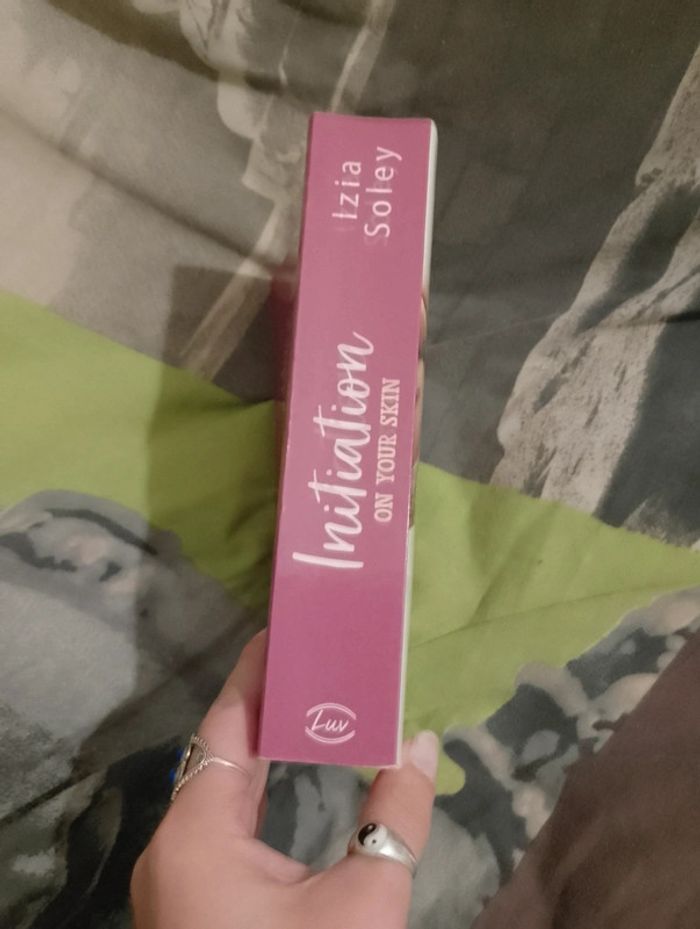 Izia
Soley
Initiation
ON YOUR SKIN
Luv